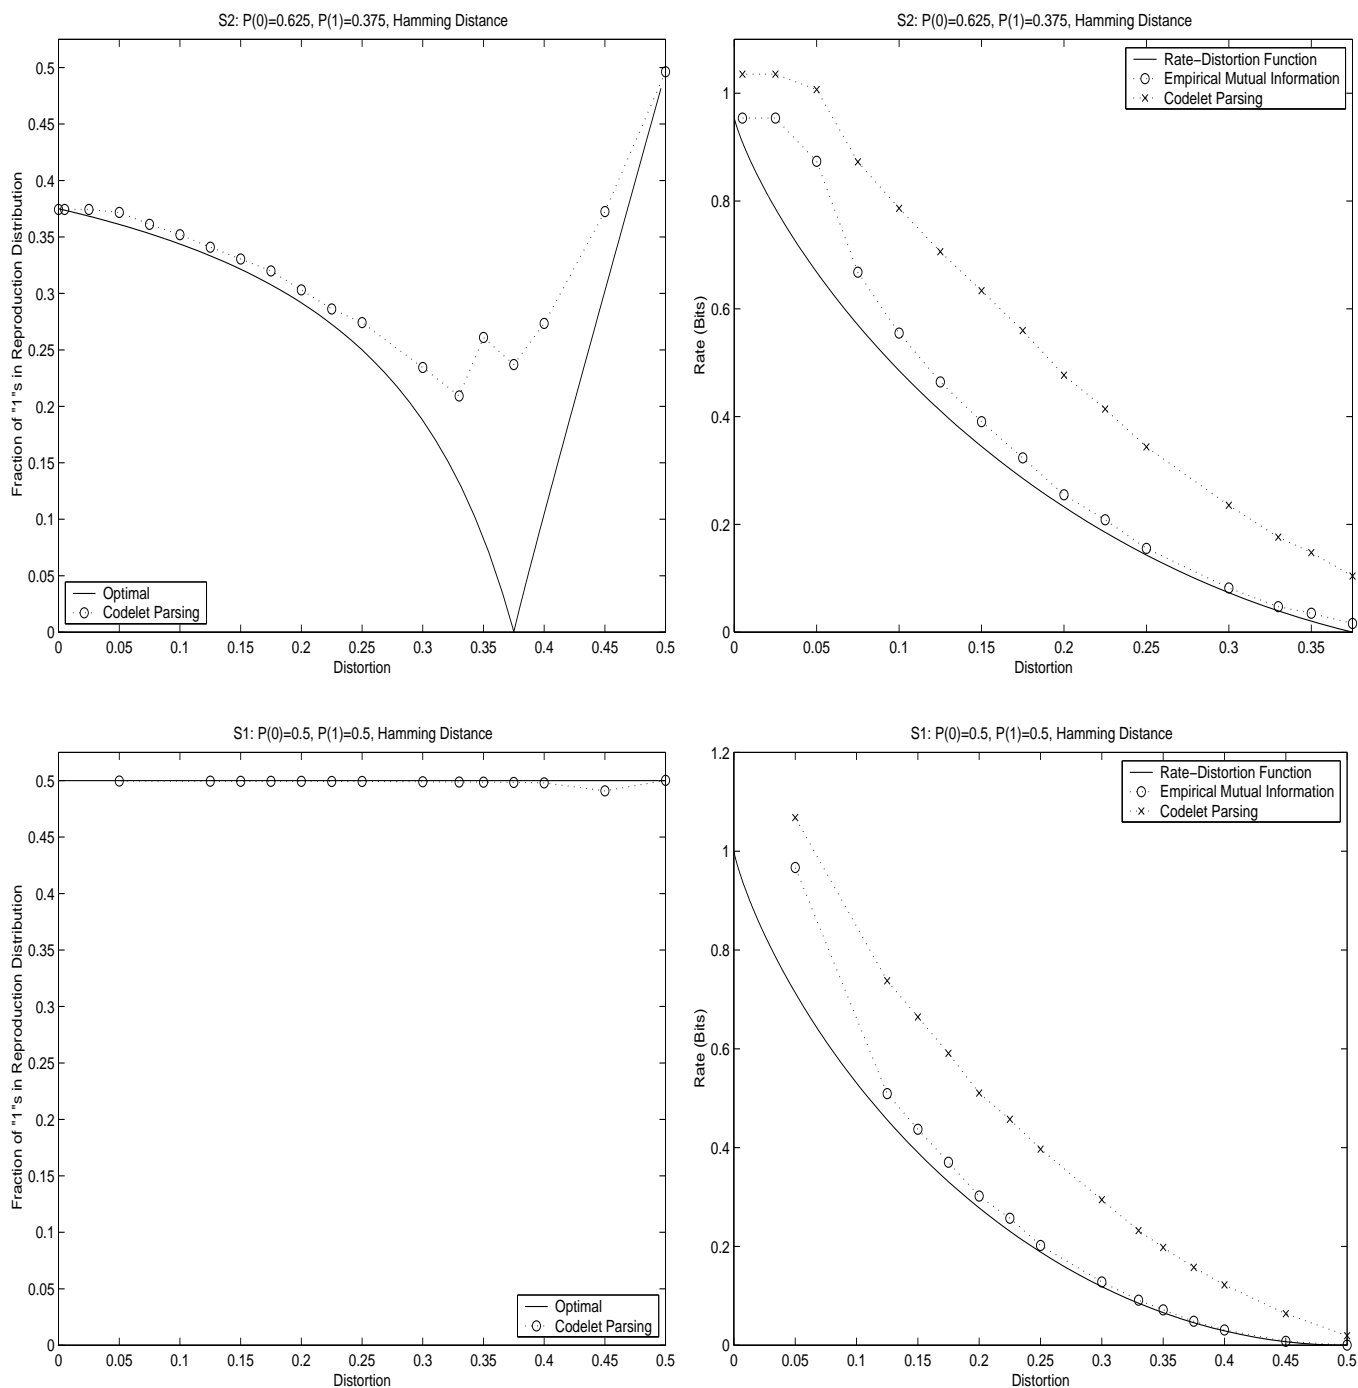 S2: P(0)=0.625, P(1)=0.375, Hamming Distance
Fraction of "1"s in Reproduction Distribution
0.5
0.45
0.4
0.35
0.3
0.25
0.2
0.15
0.1
0.05
0
Optimal
Codelet Parsing
0 0.05 0.1 0.15 0.2 0.25 0.3 0.35 0.4 0.45 0.5
Distortion
S2: P(0)=0.625, P(1)=0.375, Hamming Distance
Rate-Distortion Function
Empirical Mutual Information
Codelet Parsing
Rate (Bits)
1
0.8
0.6
0.4
0.2
0
0 0.05 0.1 0.15 0.2 0.25 0.3 0.35
Distortion
S1: P(0)=0.5, P(1)=0.5, Hamming Distance
Fraction of "1"s in Reproduction Distribution
0.5
0.45
0.4
0.35
0.3
0.25
0.2
0.15
0.1
0.05
0
Optimal
Codelet Parsing
0 0.05 0.1 0.15 0.2 0.25 0.3 0.35 0.4 0.45 0.5
Distortion
S1: P(0)=0.5, P(1)=0.5, Hamming Distance
Rate-Distortion Function
Empirical Mutual Information
Codelet Parsing
Rate (Bits)
1.2
1
0.8
0.6
0.4
0.2
0
0 0.05 0.1 0.15 0.2 0.25 0.3 0.35 0.4 0.45 0.5
Distortion